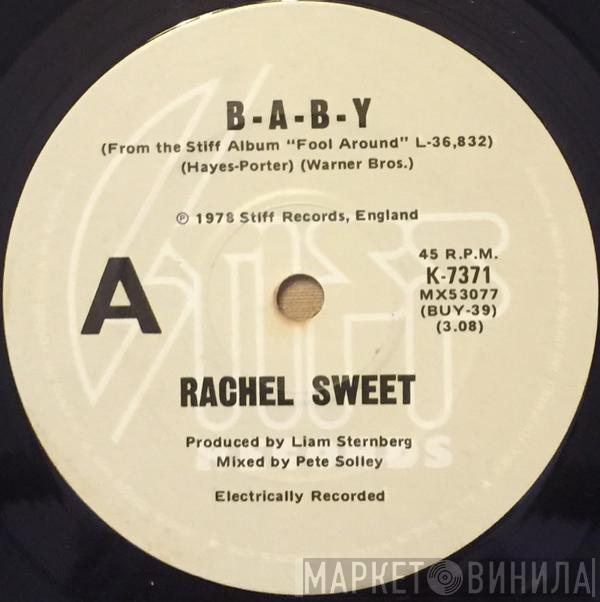 B-A-B-Y
(From the Stiff Album "Fool Around" L-36,832)
(Hayes-Porter) (Warner Bros.)
℗ 1978 Stiff Records, England
A
45 R.P.M.
K-7371
MX53077
(BUY-39)
(3.08)
RACHEL SWEET
Produced by Liam Sternberg
Mixed by Pete Solley
Electrically Recorded
МАРКЕТ ВИНИЛА